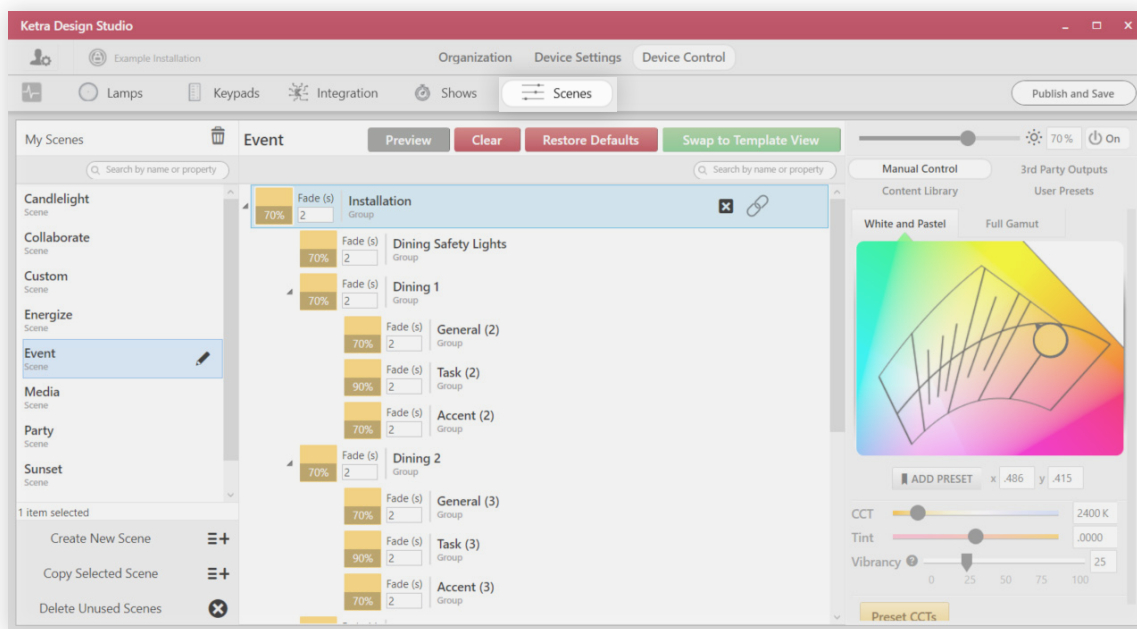 Ketra Design Studio
Example Installation
Organization Device Settings Device Control
Lamps Keypads Integration Shows Scenes
Publish and Save
My Scenes
Search by name or property
Candlelight
Scene
Collaborate
Scene
Custom
Scene
Energize
Scene
Event
Scene
Media
Scene
Party
Scene
Sunset
Scene
1 item selected
Create New Scene
Copy Selected Scene
Delete Unused Scenes
Event Preview Clear Restore Defaults Swap to Template View
Search by name or property
70% Fade (s) 2 Installation
Group
70% Fade (s) 2 Dining Safety Lights
Group
70% Fade (s) 2 Dining 1
Group
70% Fade (s) 2 General (2)
Group
90% Fade (s) 2 Task (2)
Group
70% Fade (s) 2 Accent (2)
Group
70% Fade (s) 2 Dining 2
Group
70% Fade (s) 2 General (3)
Group
90% Fade (s) 2 Task (3)
Group
70% Fade (s) 2 Accent (3)
Group
70% On
Manual Control 3rd Party Outputs
Content Library User Presets
White and Pastel Full Gamut
ADD PRESET x .486 y .415
CCT 2400 K
Tint .0000
Vibrancy ? 25
0 25 50 75 100
Preset CCTs